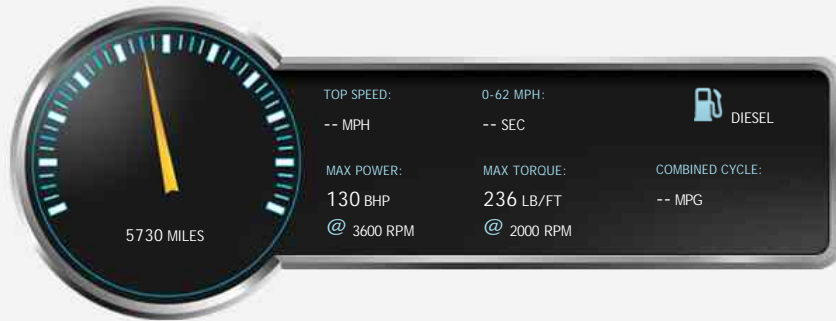 TOP SPEED:
-- MPH
0-62 MPH:
-- SEC
DIESEL
MAX POWER:
130 BHP
@ 3600 RPM
MAX TORQUE:
236 LB/FT
@ 2000 RPM
COMBINED CYCLE:
-- MPG
5730 MILES